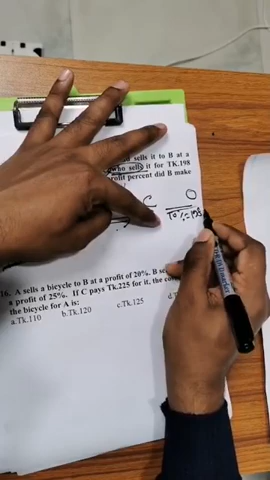 sells it to B at a
who sells it for TK.198
profit percent did B make
C O
16. A sells a bicycle to B at a profit of 20%. B se
a profit of 25%. If C pays Tk.225 for it, the co
the bicycle for A is:
a.Tk.110 b.Tk.120 c.Tk.125